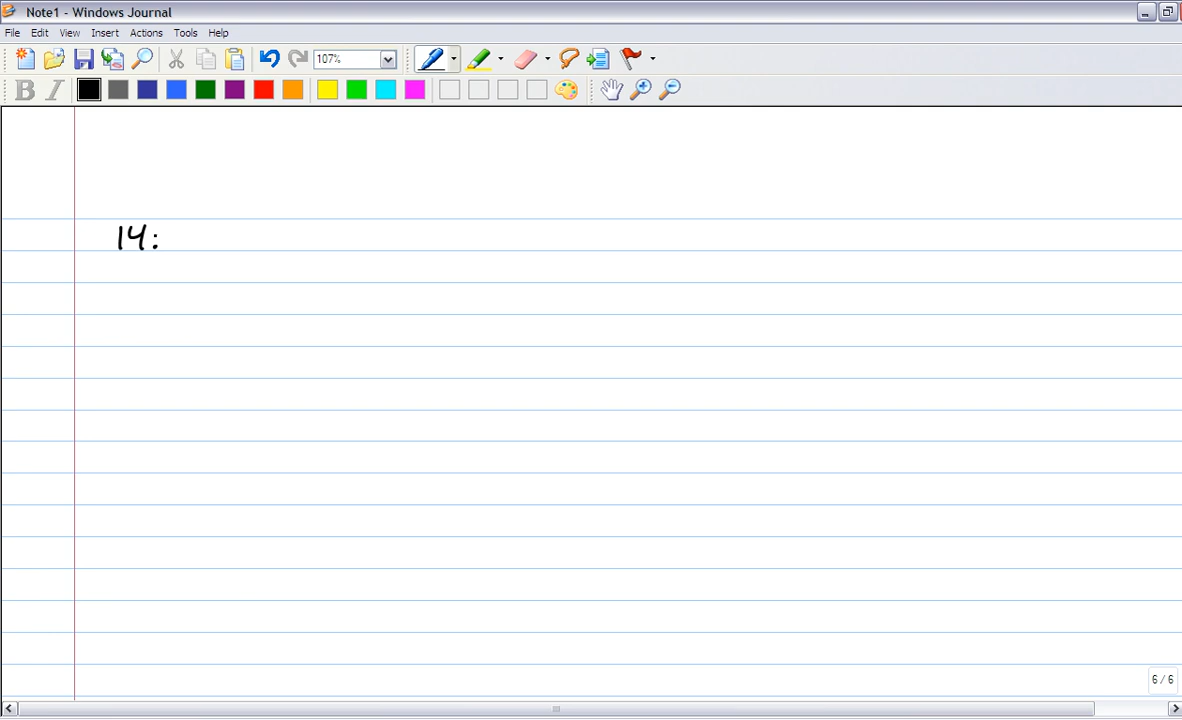 Note1 - Windows Journal
File Edit View Insert Actions Tools Help
107%
B I
14:
6 / 6